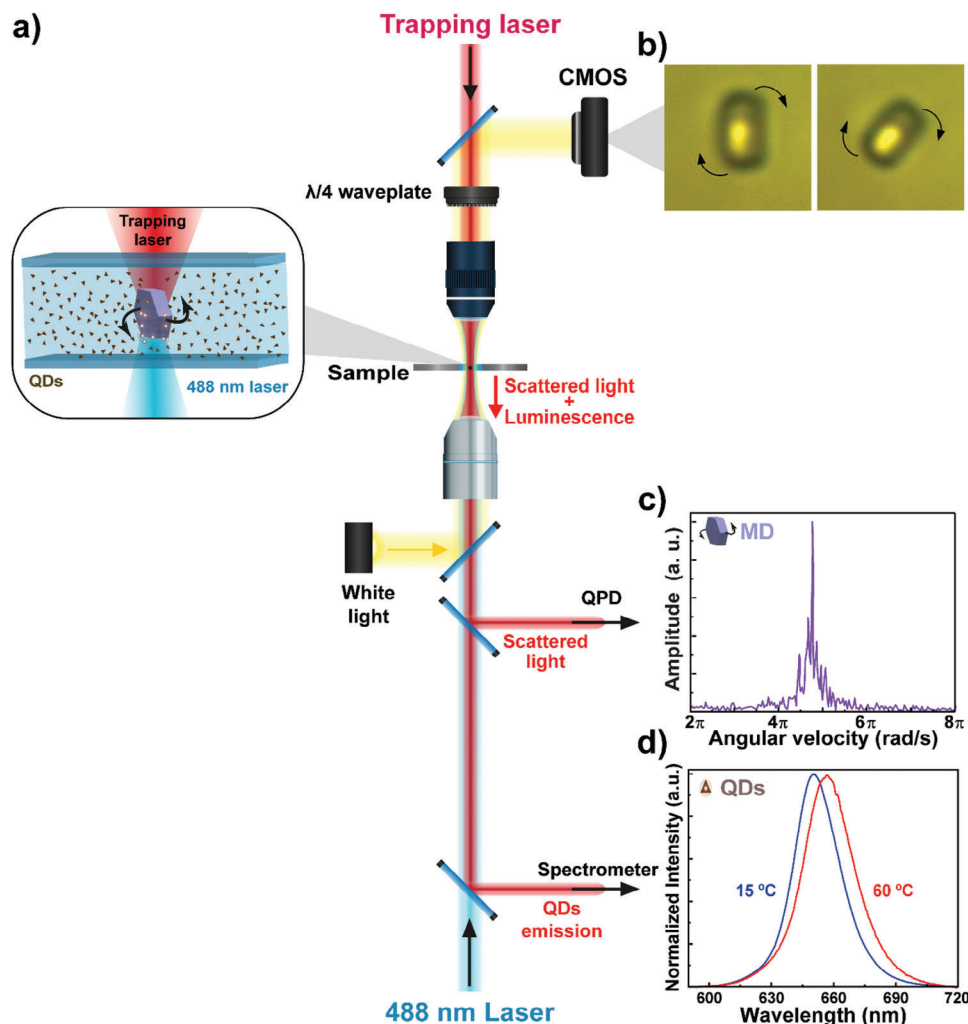 a)
Trapping laser
b)
CMOS
λ/4 waveplate
Trapping
laser
QDs
488 nm laser
Sample
Scattered light
+
Luminescence
White
light
QPD
Scattered
light
Spectrometer
QDs
emission
488 nm Laser
c)
MD
Amplitude (a. u.)
2π 4π 6π 8π
Angular velocity (rad/s)
d)
QDs
Normalized Intensity (a.u.)
15 ºC
60 ºC
600 630 660 690 720
Wavelength (nm)